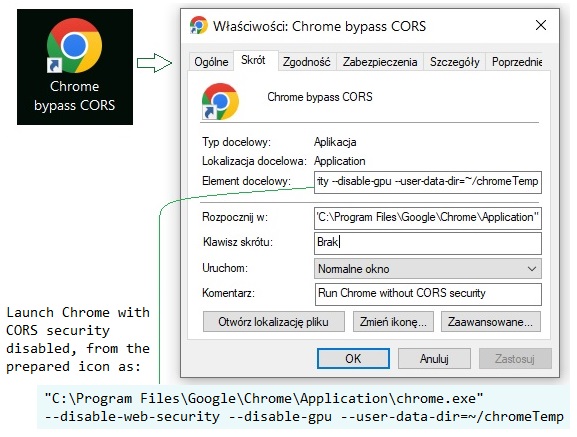 Chrome
bypass CORS
Właściwości: Chrome bypass CORS
Ogólne Skrót Zgodność Zabezpieczenia Szczegóły Poprzednie
Chrome bypass CORS
Typ docelowy: Aplikacja
Lokalizacja docelowa: Application
Element docelowy: ity --disable-gpu --user-data-dir=~/chromeTemp
Rozpocznij w: "C:\Program Files\Google\Chrome\Application"
Klawisz skrótu: Brak
Uruchom: Normalne okno
Komentarz: Run Chrome without CORS security
Otwórz lokalizację pliku Zmień ikonę... Zaawansowane...
OK Anuluj Zastosuj
Launch Chrome with
CORS security
disabled, from the
prepared icon as:
"C:\Program Files\Google\Chrome\Application\chrome.exe"
--disable-web-security --disable-gpu --user-data-dir=~/chromeTemp